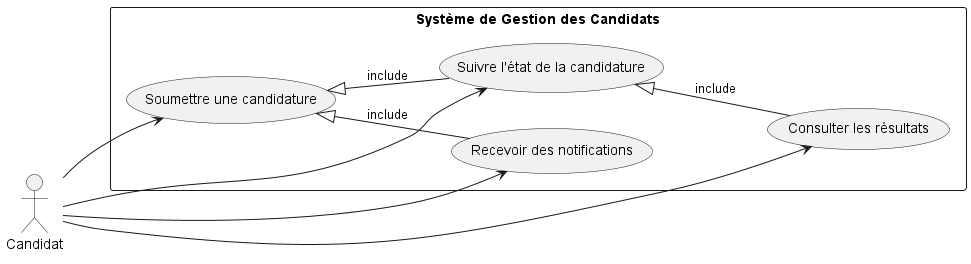 Système de Gestion des Candidats
Suivre l'état de la candidature
include
include
Soumettre une candidature
include
Consulter les résultats
Recevoir des notifications
Candidat